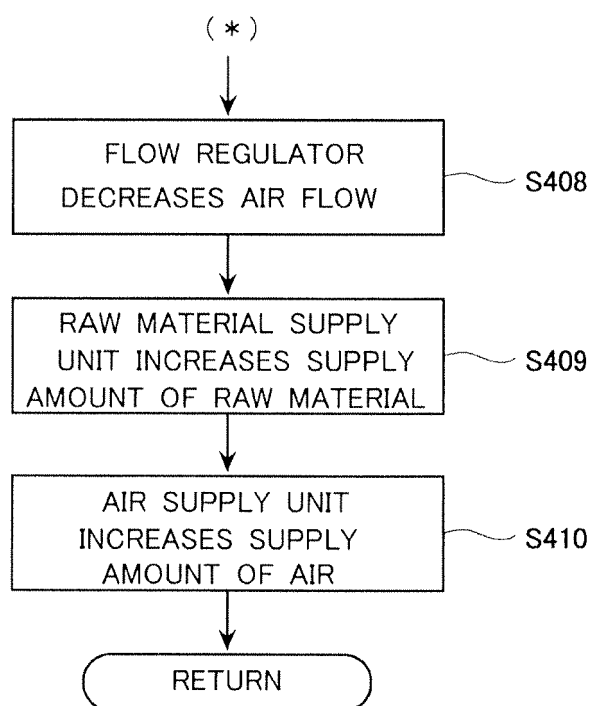 (*)
FLOW REGULATOR
DECREASES AIR FLOW
S408
RAW MATERIAL SUPPLY
UNIT INCREASES SUPPLY
AMOUNT OF RAW MATERIAL
S409
AIR SUPPLY UNIT
INCREASES SUPPLY
AMOUNT OF AIR
S410
RETURN